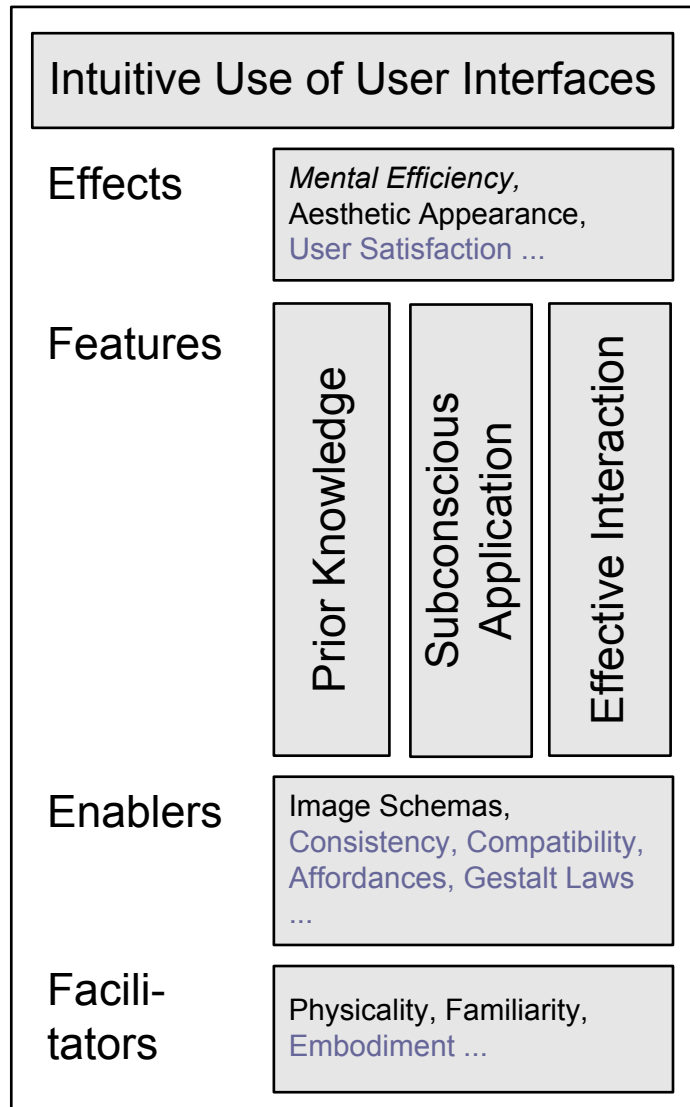 Intuitive Use of User Interfaces
Effects
Mental Efficiency,
Aesthetic Appearance,
User Satisfaction ...
Features
Prior Knowledge
Subconscious
Application
Effective Interaction
Enablers
Image Schemas,
Consistency, Compatibility,
Affordances, Gestalt Laws
...
Facili-
tators
Physicality, Familiarity,
Embodiment ...